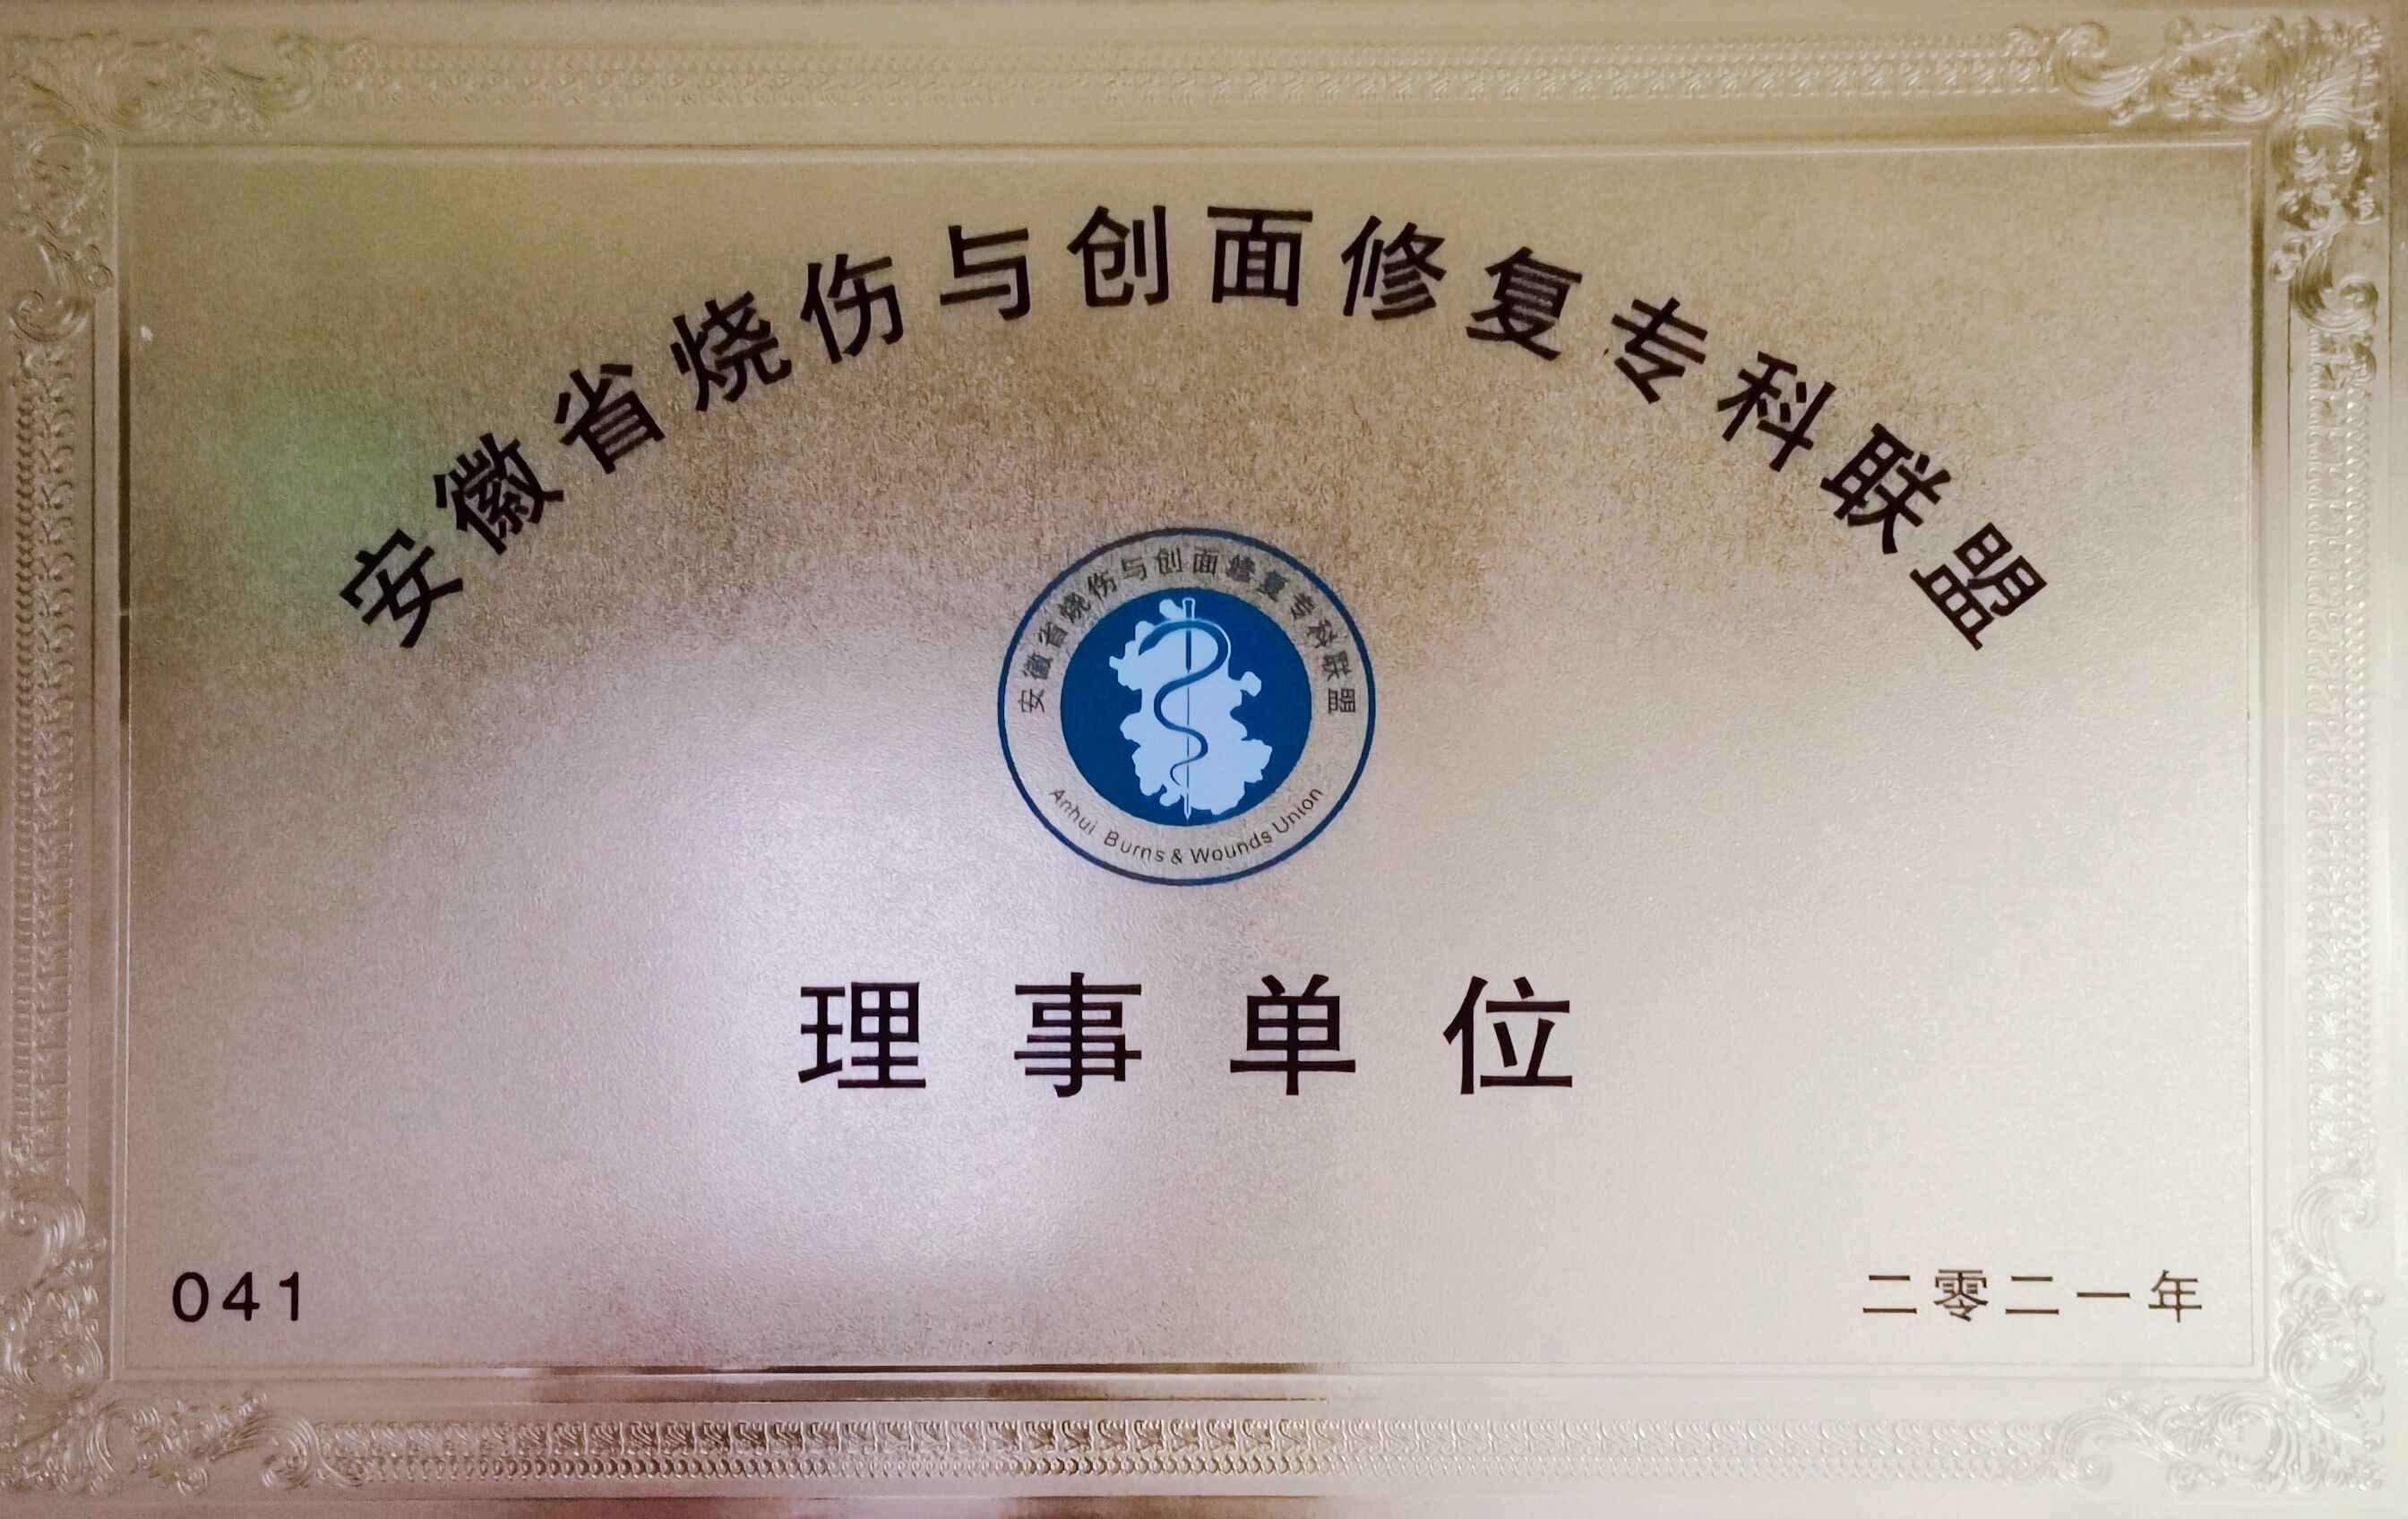 安徽省烧伤与创面修复专科联盟
安徽省烧伤与创面修复专科联盟
Anhui Burns & Wounds Union
理事单位
041
二零二一年